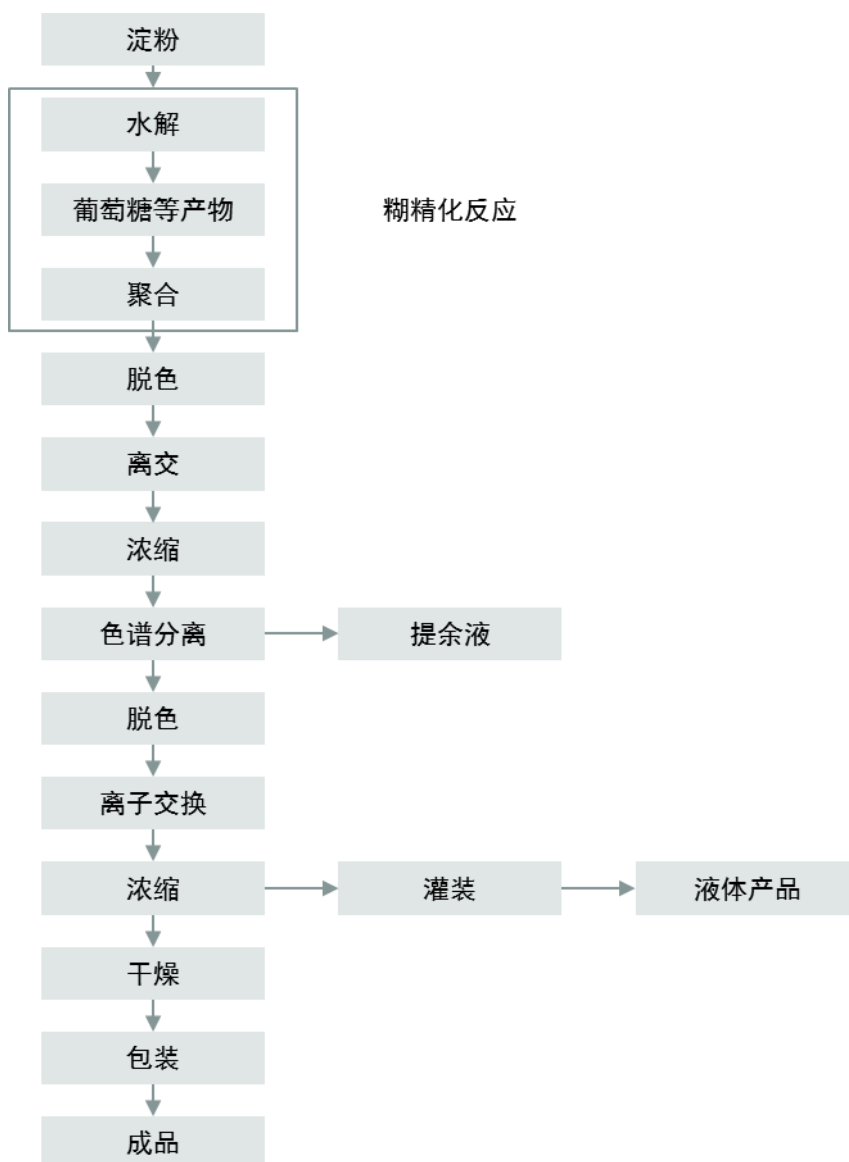 淀粉
水解
葡萄糖等产物
糊精化反应
聚合
脱色
离交
浓缩
色谱分离
提余液
脱色
离子交换
浓缩
灌装
液体产品
干燥
包装
成品